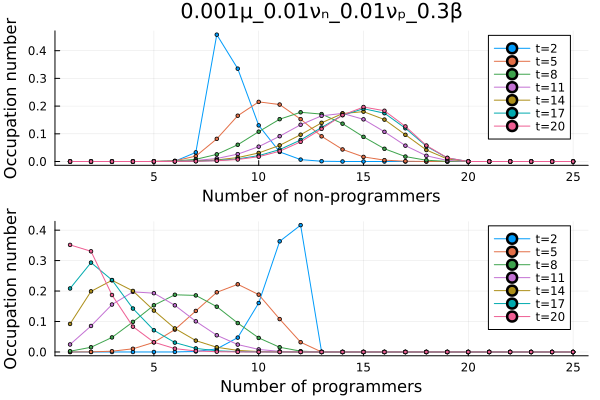 0.001μ_0.01νₙ_0.01νₚ_0.3β
Occupation number
0.4
0.3
0.2
0.1
0.0
5
10
15
20
25
Number of non-programmers
t=2
t=5
t=8
t=11
t=14
t=17
t=20
Occupation number
0.4
0.3
0.2
0.1
0.0
5
10
15
20
25
Number of programmers
t=2
t=5
t=8
t=11
t=14
t=17
t=20